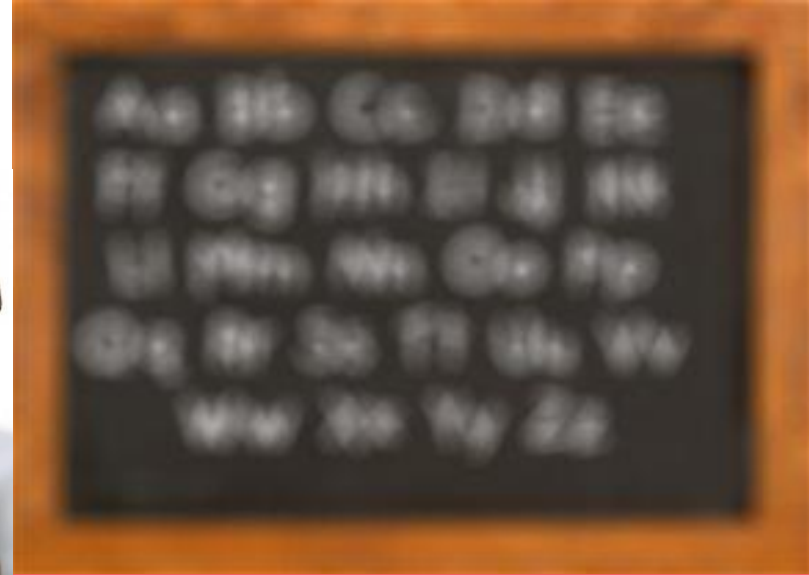 Aa Bb Cc Dd Ee
Ff Gg Hh Ii Jj Kk
Ll Mm Nn Oo Pp
Qq Rr Ss Tt Uu Vv
Ww Xx Yy Zz